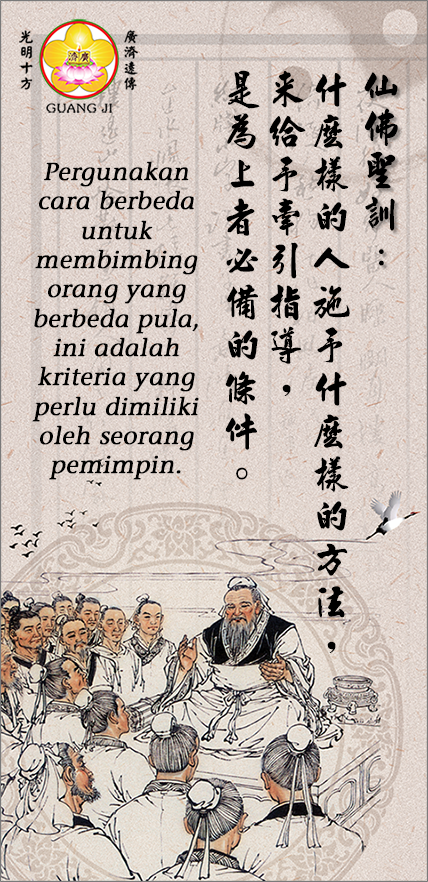 光明十方
廣濟遠傳
廣濟
GUANG JI
仙佛聖訓：
什麼樣的人施予什麼樣的方法，
來給予牽引指導，
是為上者必備的條件。
Pergunakan
cara berbeda
untuk
membimbing
orang yang
berbeda pula,
ini adalah
kriteria yang
perlu dimiliki
oleh seorang
pemimpin.